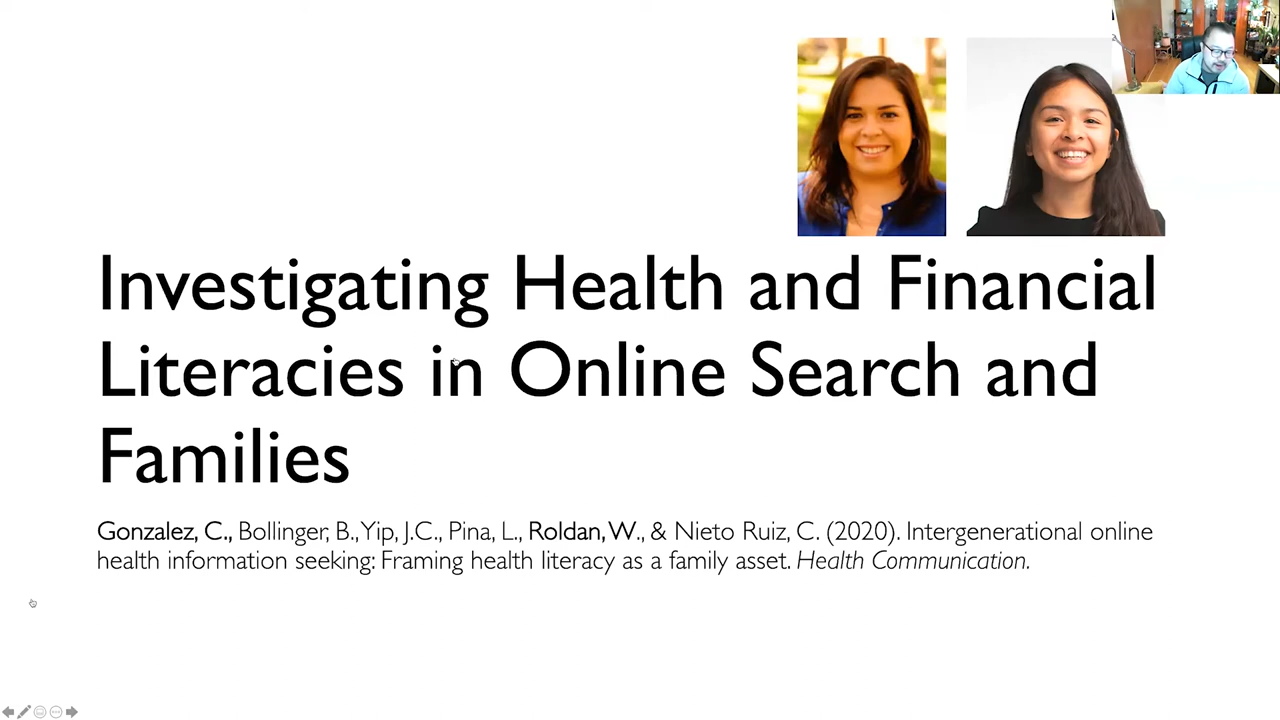 Investigating Health and Financial
Literacies in Online Search and
Families
Gonzalez, C., Bollinger, B., Yip, J.C., Pina, L., Roldan, W., & Nieto Ruiz, C. (2020). Intergenerational online
health information seeking: Framing health literacy as a family asset. Health Communication.